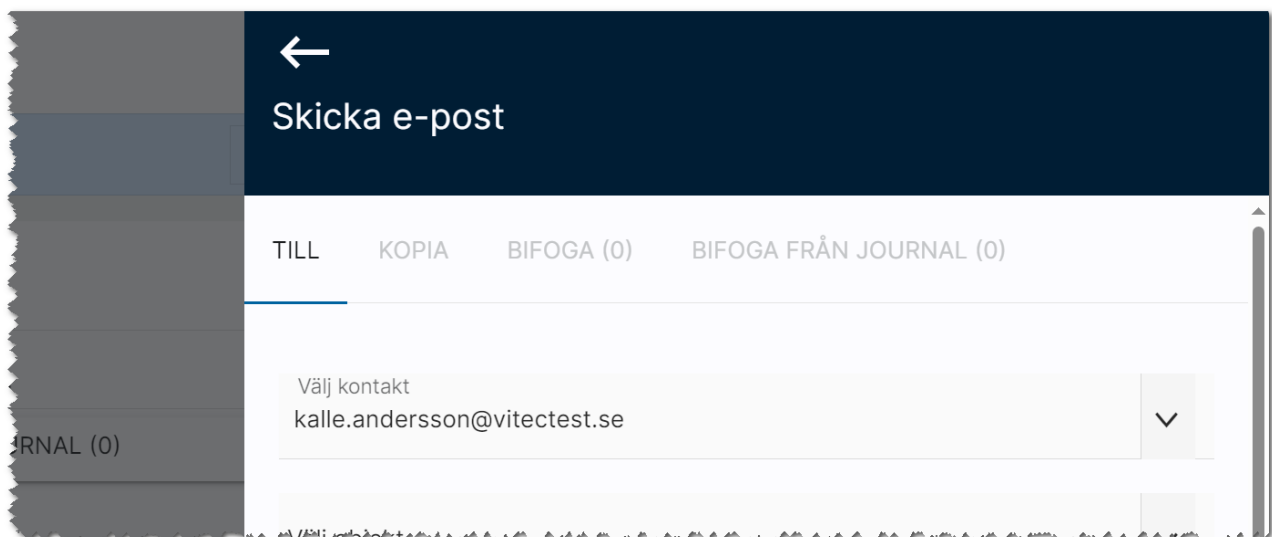 Skicka e-post
TILL KOPIA BIFOGA (0) BIFOGA FRÅN JOURNAL (0)
Välj kontakt
kalle.andersson@vitectest.se
RNAL (0)